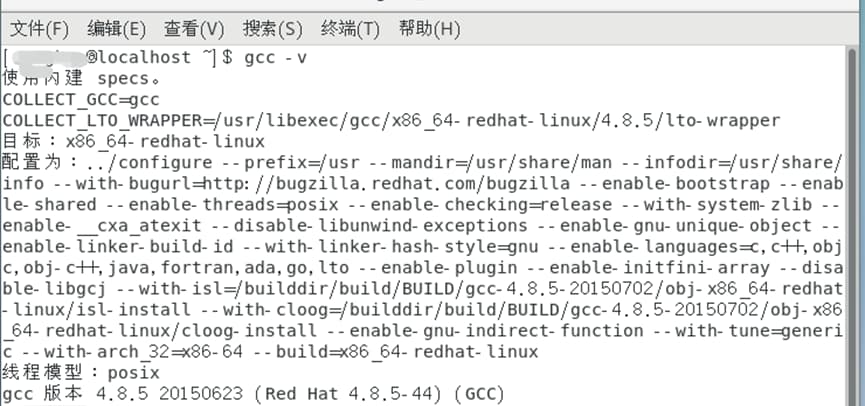 文件(F) 编辑(E) 查看(V) 搜索(S) 终端(T) 帮助(H)
[ @localhost ~]$ gcc -v
使用内建 specs。
COLLECT_GCC=gcc
COLLECT_LTO_WRAPPER=/usr/libexec/gcc/x86_64-redhat-linux/4.8.5/lto-wrapper
目标：x86_64-redhat-linux
配置为：../configure --prefix=/usr --mandir=/usr/share/man --infodir=/usr/share/
info --with-bugurl=http://bugzilla.redhat.com/bugzilla --enable-bootstrap --enab
le-shared --enable-threads=posix --enable-checking=release --with-system-zlib --
enable-__cxa_atexit --disable-libunwind-exceptions --enable-gnu-unique-object --
enable-linker-build-id --with-linker-hash-style=gnu --enable-languages=c,c++,obj
c,obj-c++,java,fortran,ada,go,lto --enable-plugin --enable-initfini-array --disa
ble-libgcj --with-isl=/builddir/build/BUILD/gcc-4.8.5-20150702/obj-x86_64-redhat
-linux/isl-install --with-cloog=/builddir/build/BUILD/gcc-4.8.5-20150702/obj-x86
_64-redhat-linux/cloog-install --enable-gnu-indirect-function --with-tune=generi
c --with-arch_32=x86-64 --build=x86_64-redhat-linux
线程模型：posix
gcc 版本 4.8.5 20150623 (Red Hat 4.8.5-44) (GCC)